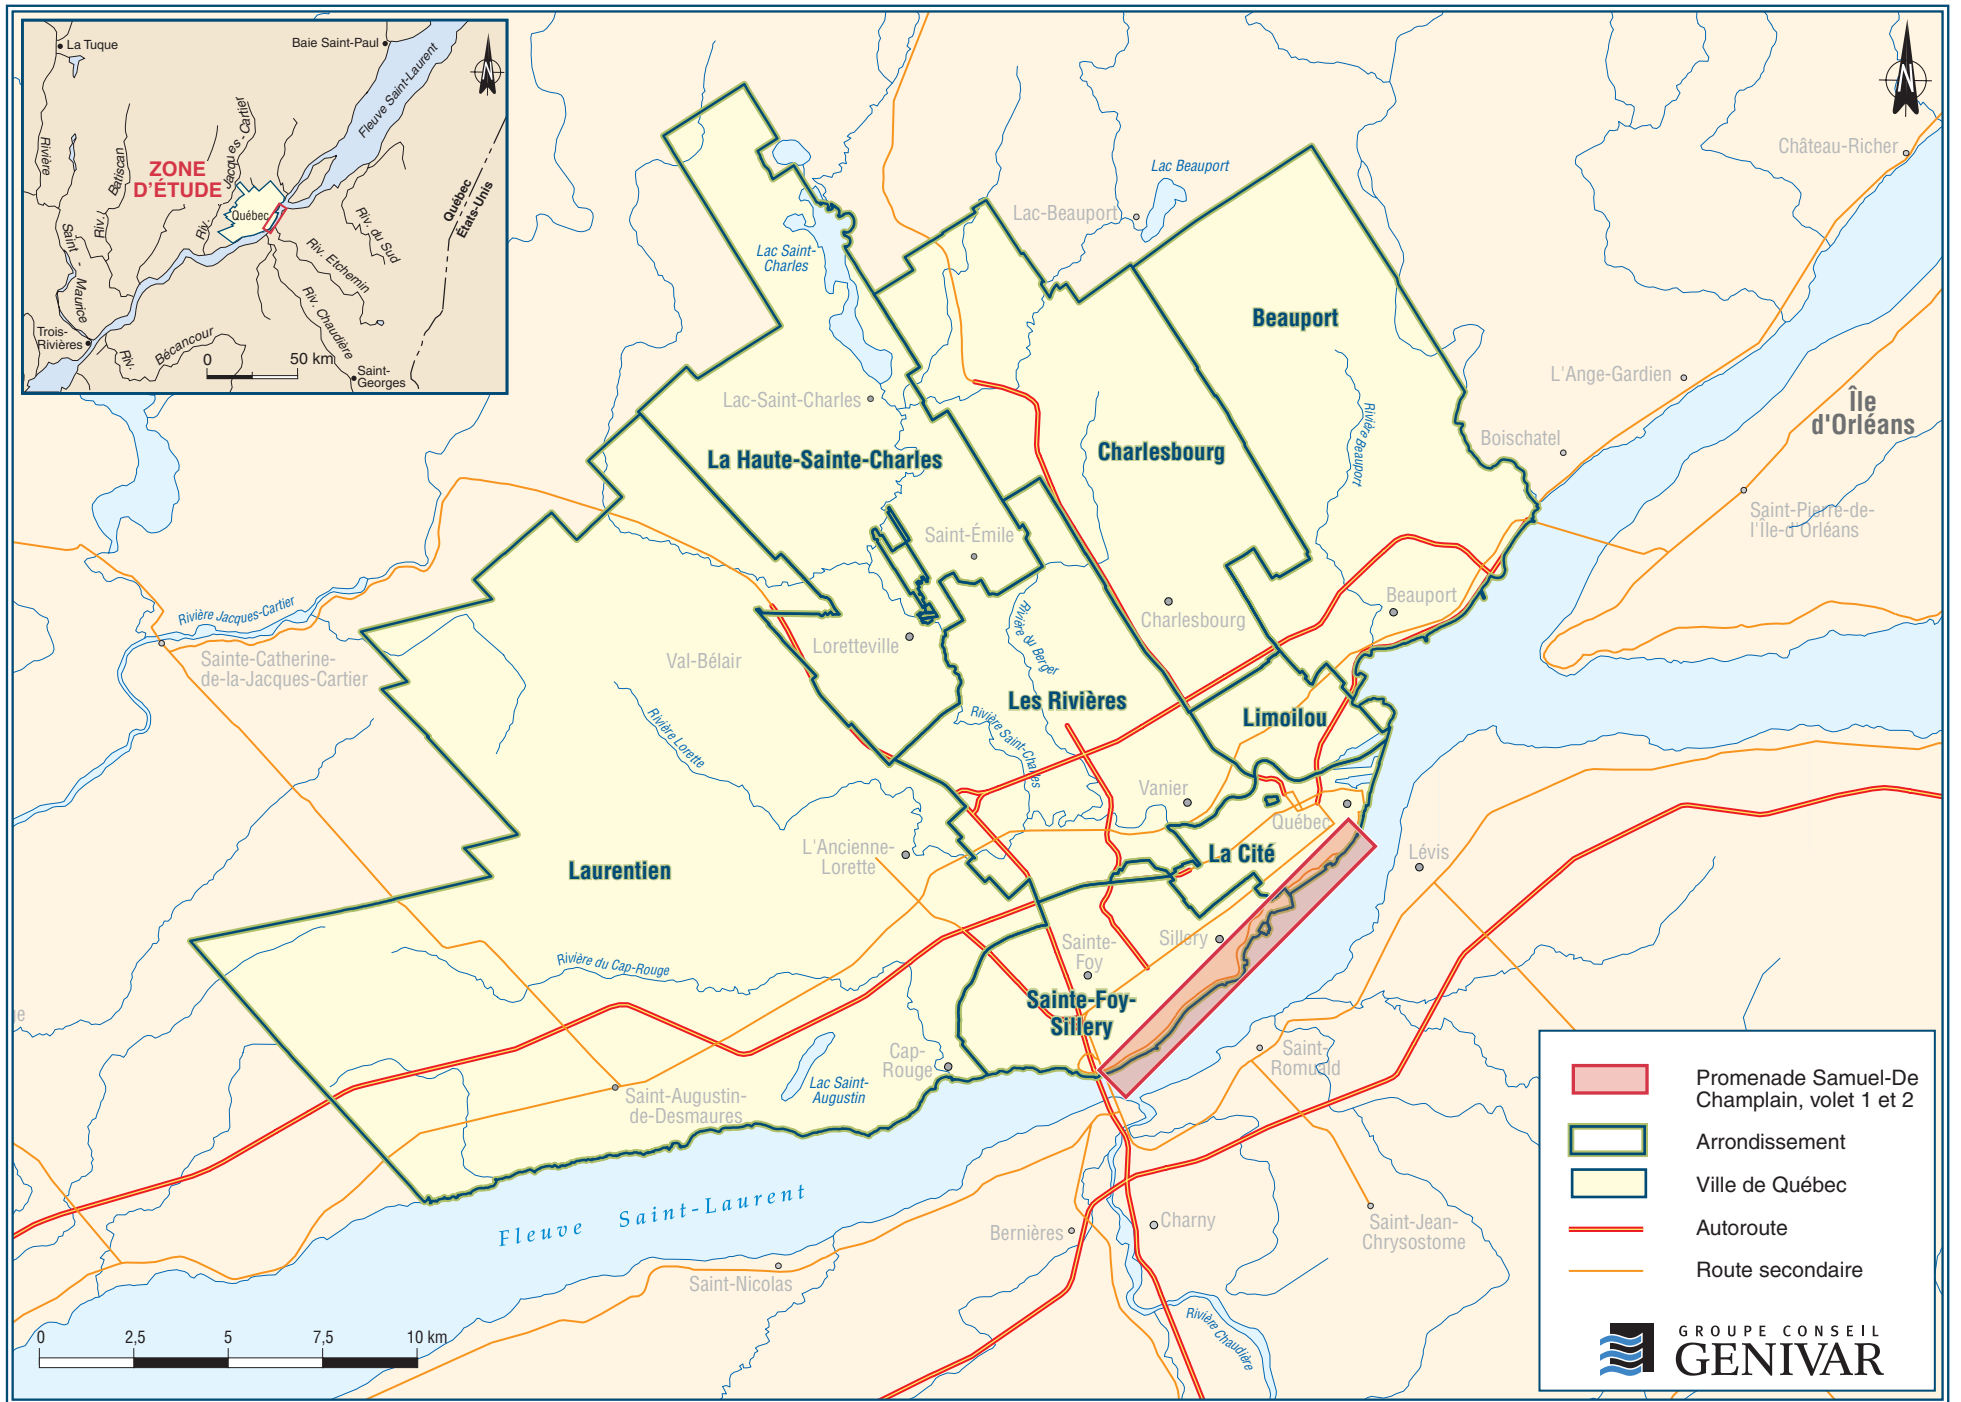 La Tuque
Baie Saint-Paul
Fleuve Saint-Laurent
Rivière
Saint - Maurice
Riv. Batiscan
Riv. Jacques-Cartier
ZONE
D'ÉTUDE
Québec
Québec
États-Unis
Riv. du Sud
Riv. Etchemin
Riv. Chaudière
Trois-
Rivières
Riv. Bécancour
0
50 km
Saint-
Georges
N
N
Château-Richer
Lac Beauport
Lac-Beauport
Lac Saint-
Charles
Beauport
L'Ange-Gardien
Île
d'Orléans
Lac-Saint-Charles
Boischatel
Rivière Beauport
La Haute-Sainte-Charles
Charlesbourg
Saint-Pierre-de-
l'Île-d'Orléans
Saint-Émile
Rivière Jacques-Cartier
Beauport
Charlesbourg
Rivière du Berger
Sainte-Catherine-
de-la-Jacques-Cartier
Val-Bélair
Loretteville
Les Rivières
Limoilou
Rivière Lorette
Rivière Saint-Charles
Vanier
Québec
L'Ancienne-
Lorette
La Cité
Lévis
Laurentien
Sainte-
Foy
Sillery
Rivière du Cap-Rouge
Sainte-Foy-
Sillery
Cap-
Rouge
Lac Saint-
Augustin
Saint-Augustin-
de-Desmaures
Saint-
Romuald
Fleuve Saint-Laurent
Bernières
Charny
Saint-Jean-
Chrysostome
Saint-Nicolas
Rivière Chaudière
0
2,5
5
7,5
10 km
Promenade Samuel-De
Champlain, volet 1 et 2
Arrondissement
Ville de Québec
Autoroute
Route secondaire
GROUPE CONSEIL
GENIVAR